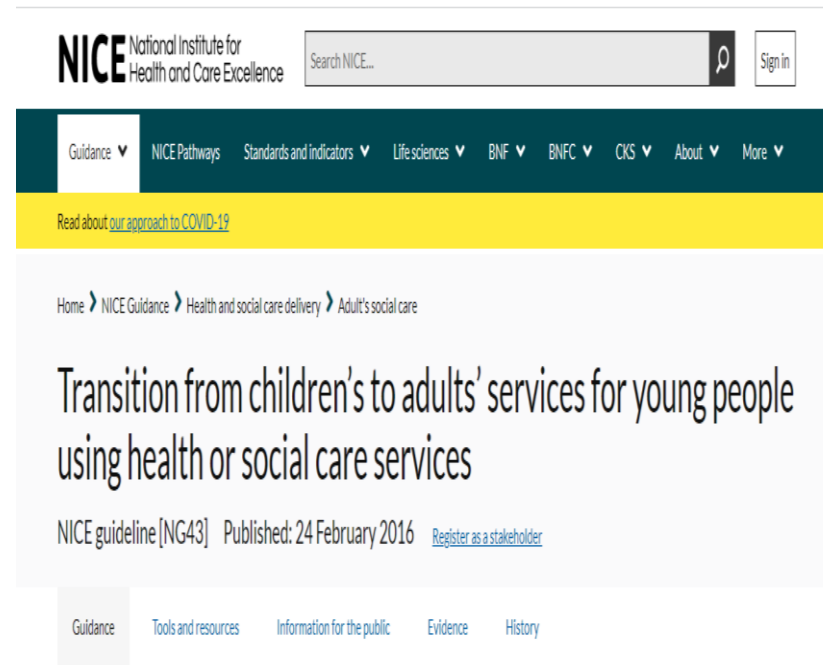 NICE National Institute for
Health and Care Excellence
Search NICE...
Sign in
Guidance NICE Pathways Standards and indicators Life sciences BNF BNFC CKS About More
Read about our approach to COVID-19
Home > NICE Guidance > Health and social care delivery > Adult's social care
Transition from children’s to adults’ services for young people
using health or social care services
NICE guideline [NG43] Published: 24 February 2016 Register as a stakeholder
Guidance Tools and resources Information for the public Evidence History